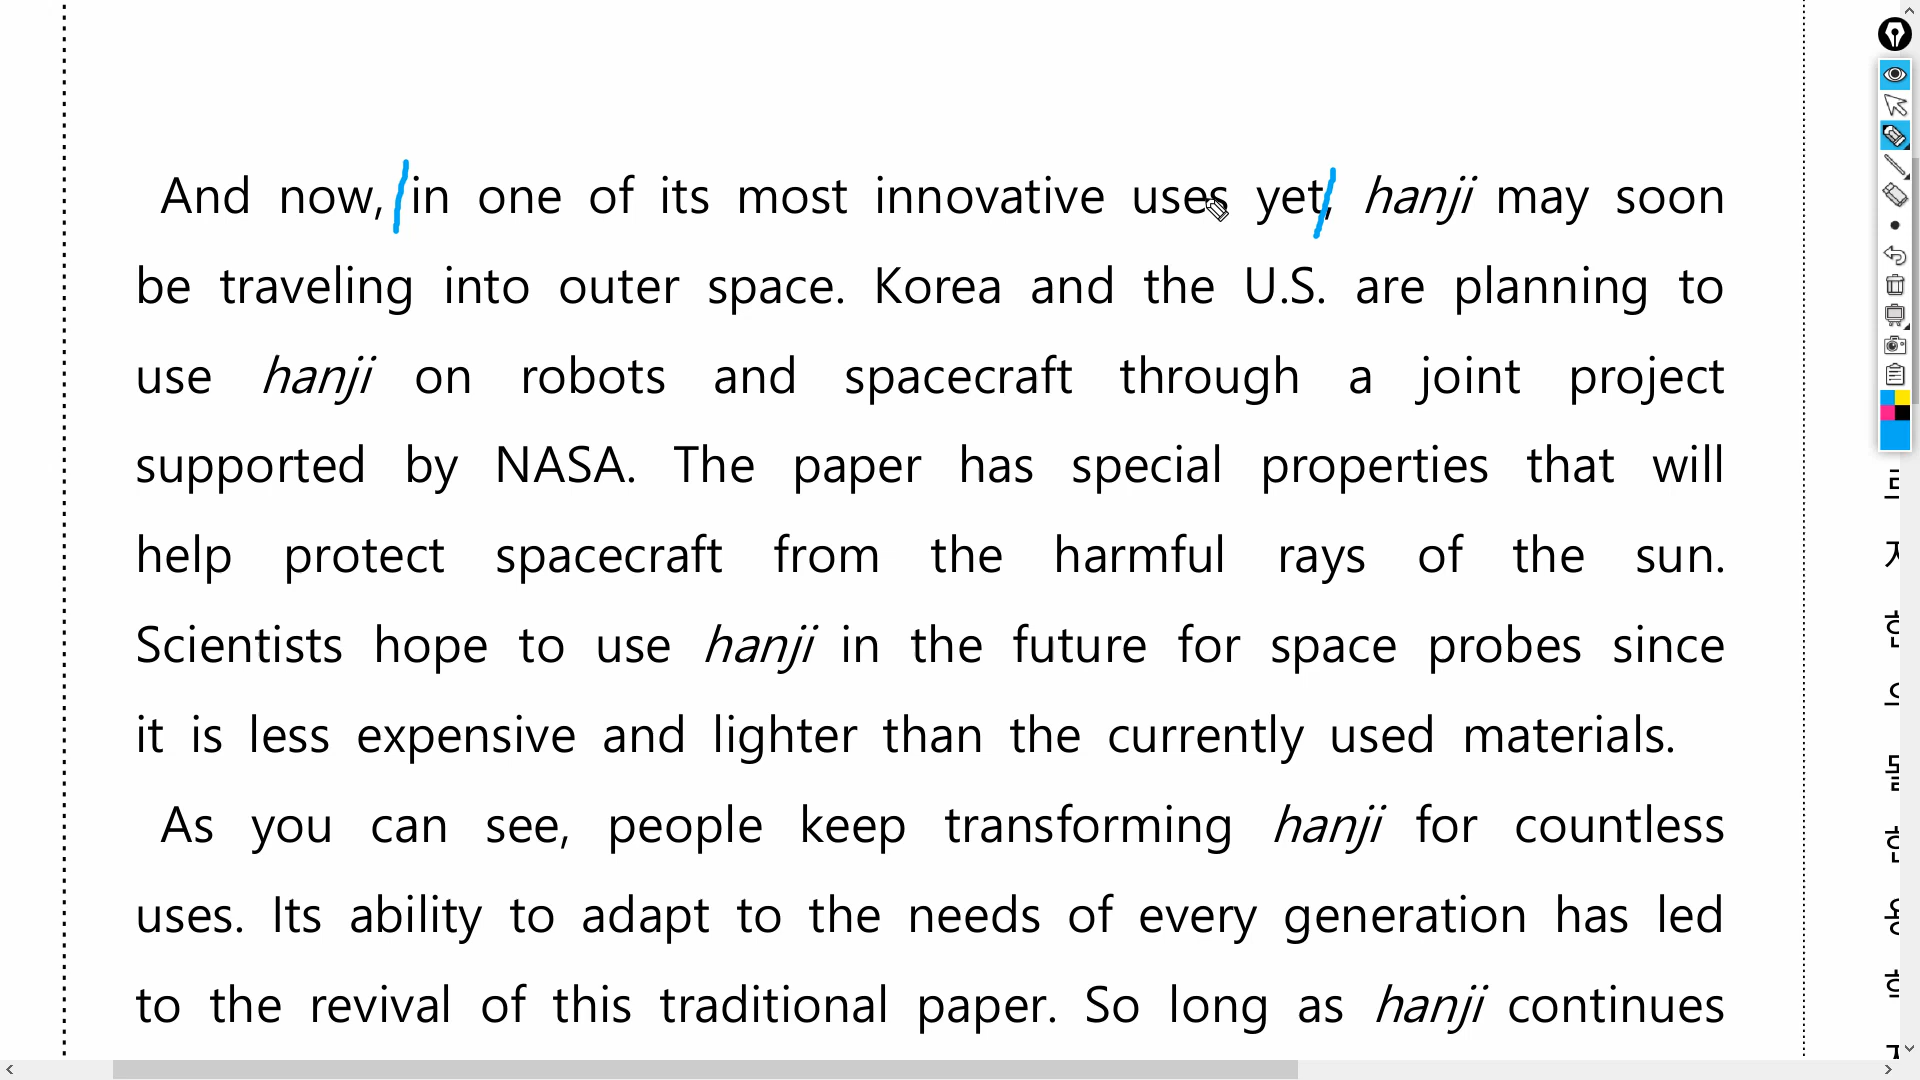 And now, in one of its most innovative uses yet, hanji may soon
be traveling into outer space. Korea and the U.S. are planning to
use hanji on robots and spacecraft through a joint project
supported by NASA. The paper has special properties that will
help protect spacecraft from the harmful rays of the sun.
Scientists hope to use hanji in the future for space probes since
it is less expensive and lighter than the currently used materials.
As you can see, people keep transforming hanji for countless
uses. Its ability to adapt to the needs of every generation has led
to the revival of this traditional paper. So long as hanji continues